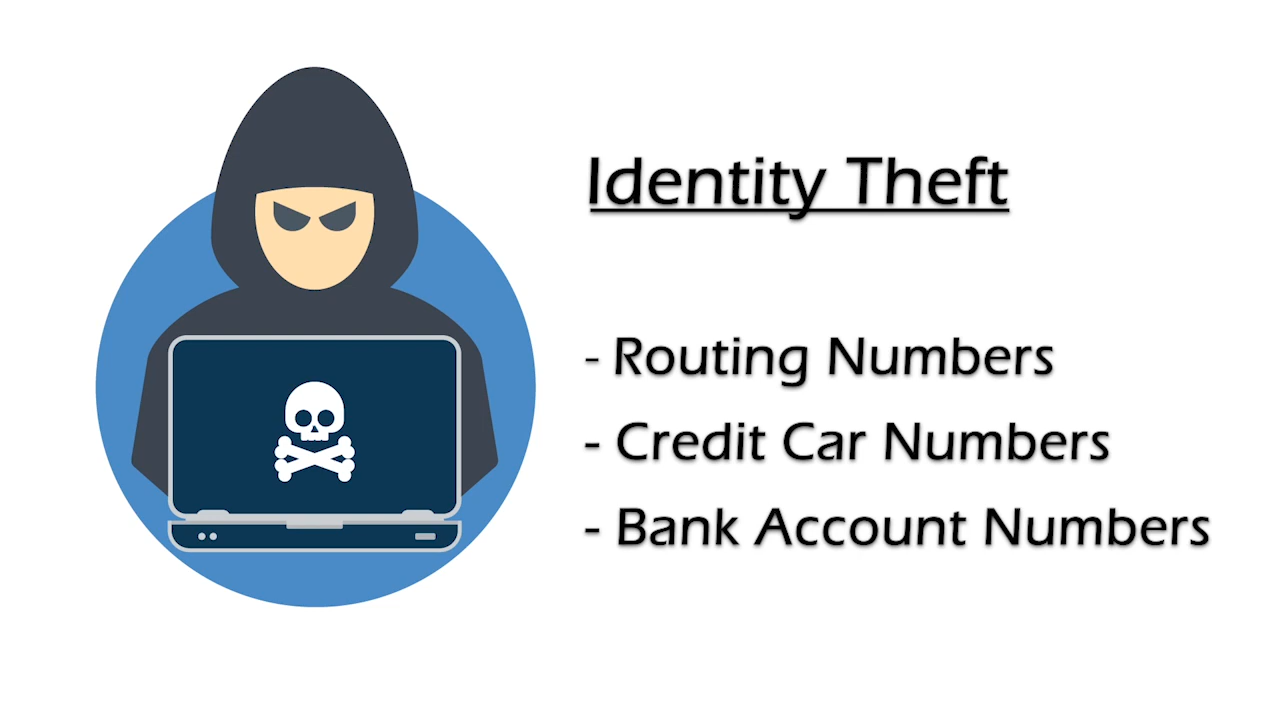 Identity Theft
- Routing Numbers
- Credit Car Numbers
- Bank Account Numbers